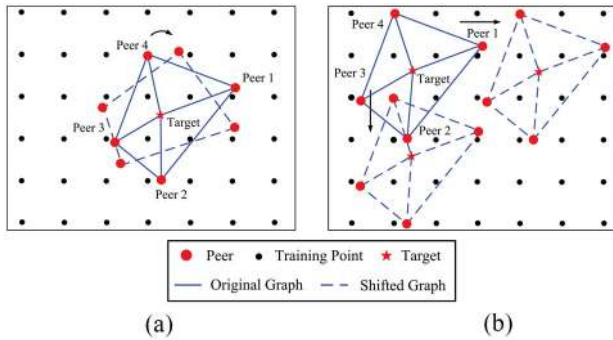 Peer 4
Peer 1
Peer 3
Target
Peer 2
Peer 4
Peer 1
Target
Peer 3
Peer 2
Peer Training Point Target
Original Graph Shifted Graph
(a) (b)